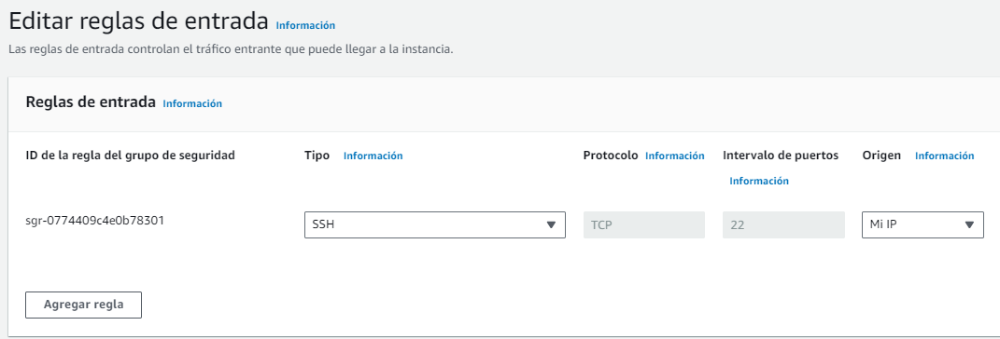 Editar reglas de entrada Información
Las reglas de entrada controlan el tráfico entrante que puede llegar a la instancia.
Reglas de entrada Información
ID de la regla del grupo de seguridad Tipo Información Protocolo Información Intervalo de puertos Origen Información
Información
sgr-0774409c4e0b78301 SSH TCP 22 Mi IP
Agregar regla